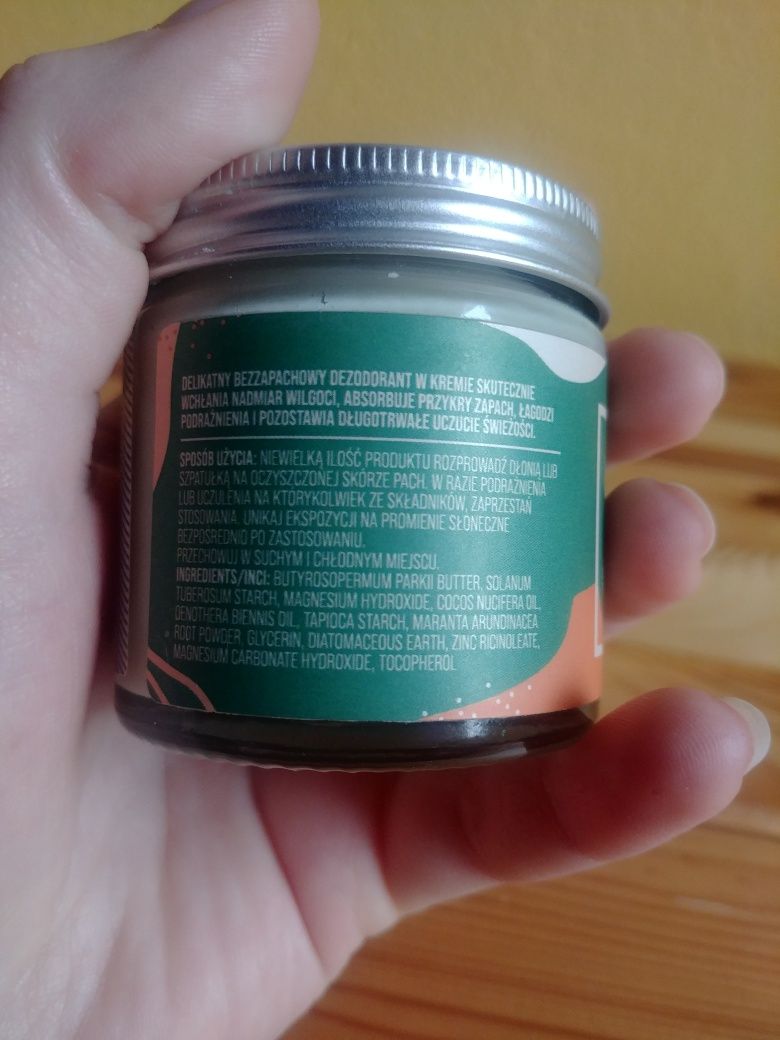 DELIKATNY BEZZAPACHOWY DEZODORANT W KREMIE SKUTECZNIE
WCHŁANIA NADMIAR WILGOCI, ABSORBUJE PRZYKRY ZAPACH, ŁAGODZI
PODRAŻNIENIA I POZOSTAWIA DŁUGOTRWAŁE UCZUCIE ŚWIEŻOŚCI.
SPOSÓB UŻYCIA: NIEWIELKĄ ILOŚĆ PRODUKTU ROZPROWADŹ DŁONIĄ LUB
SZPATUŁKĄ NA OCZYSZCZONEJ SKÓRZE PACH. W RAZIE PODRAŻNIENIA
LUB UCZULENIA NA KTÓRYKOLWIEK ZE SKŁADNIKÓW, ZAPRZESTAŃ
STOSOWANIA. UNIKAJ EKSPOZYCJI NA PROMIENIE SŁONECZNE
BEZPOŚREDNIO PO ZASTOSOWANIU.
PRZECHOWUJ W SUCHYM I CHŁODNYM MIEJSCU.
INGREDIENTS/INCI: BUTYROSOPERMUM PARKII BUTTER, SOLANUM
TUBEROSUM STARCH, MAGNESIUM HYDROXIDE, COCOS NUCIFERA OIL,
OENOTHERA BIENNIS OIL, TAPIOCA STARCH, MARANTA ARUNDINACEA
ROOT POWDER, GLYCERIN, DIATOMACEOUS EARTH, ZINC RICINOLEATE,
MAGNESIUM CARBONATE HYDROXIDE, TOCOPHEROL